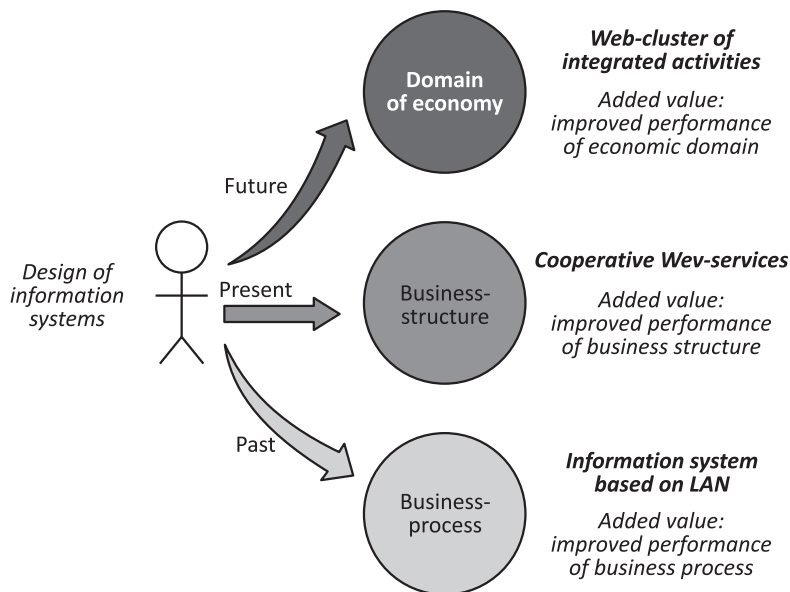 Domain
of economy
Web-cluster of
integrated activities
Added value:
improved performance
of economic domain
Future
Design of
information
systems
Present
Business-
structure
Cooperative Wev-services
Added value:
improved performance
of business structure
Past
Business-
process
Information system
based on LAN
Added value:
improved performance
of business process